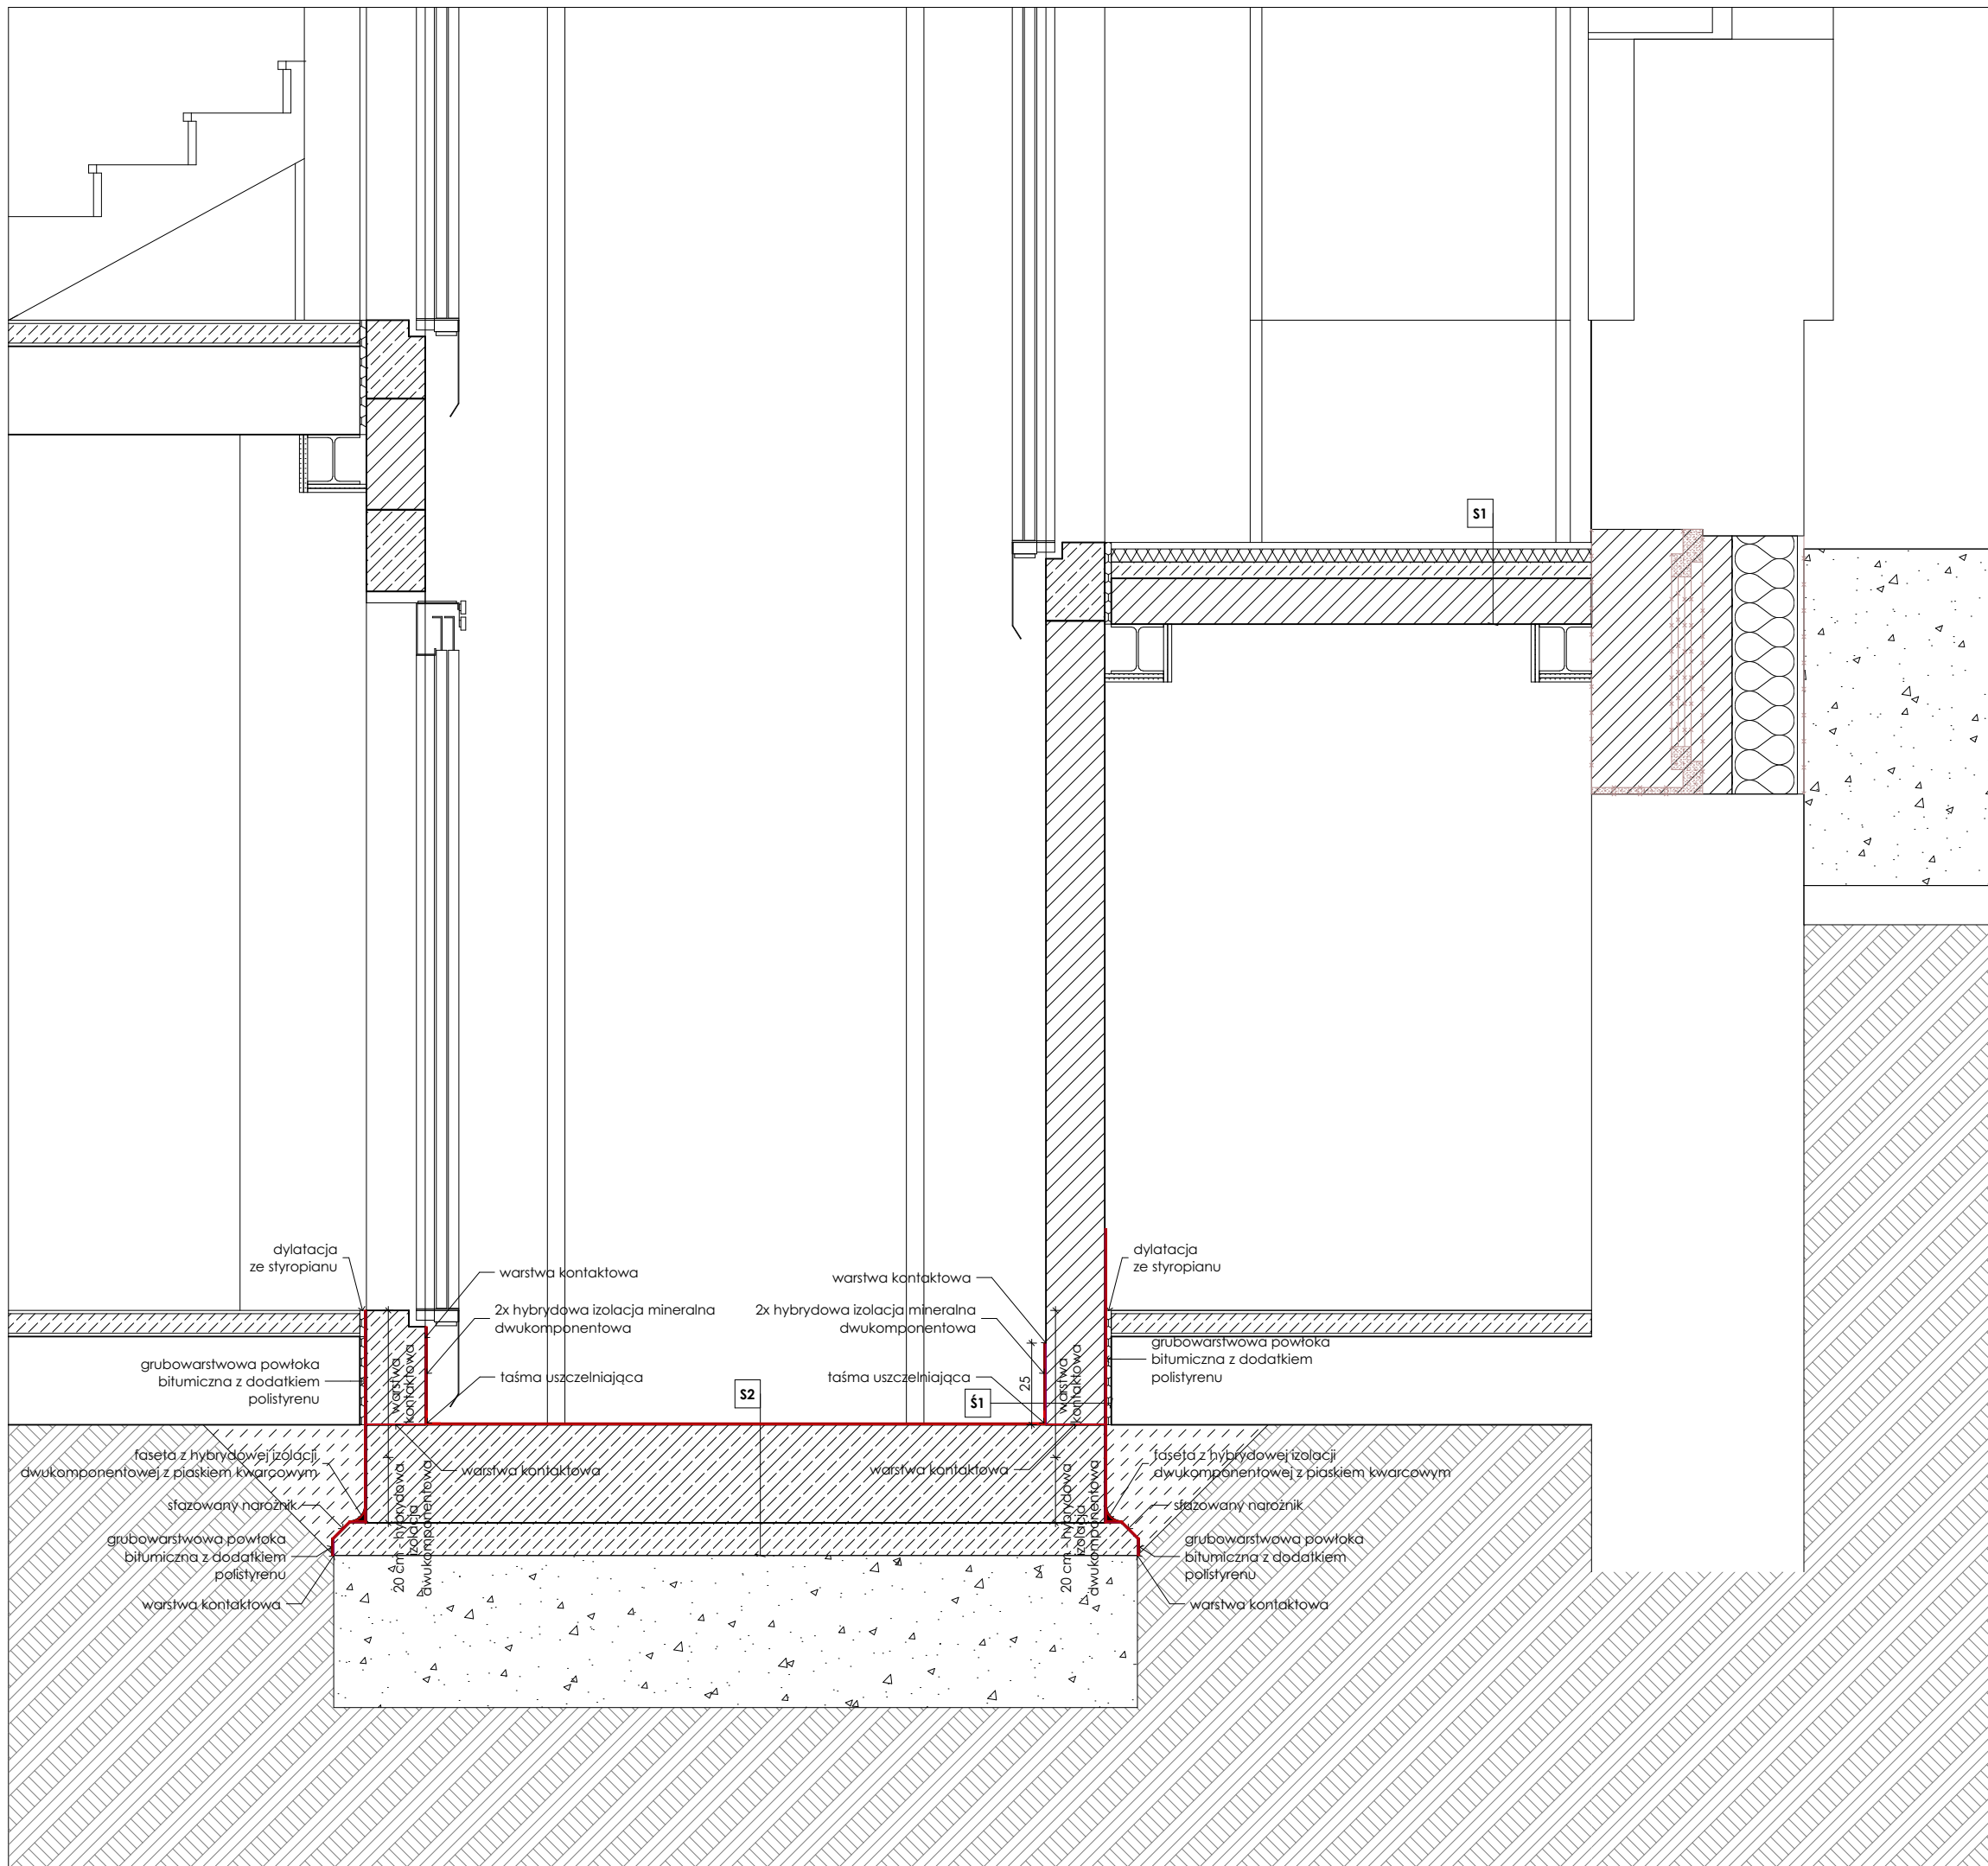 S1
dylatacja
ze styropianu
warstwa kontaktowa
2x hybrydowa izolacja mineralna
dwukomponentowa
taśma uszczelniająca
grubowarstwowa powłoka
bitumiczna z dodatkiem
polistyrenu
warstwa
kontaktowa
S2
warstwa kontaktowa
2x hybrydowa izolacja mineralna
dwukomponentowa
taśma uszczelniająca
Ś1
25
warstwa
kontaktowa
dylatacja
ze styropianu
grubowarstwowa powłoka
bitumiczna z dodatkiem
polistyrenu
faseta z hybrydowej izolacji
dwukomponentowej z piaskiem kwarcowym
sfazowany narożnik
grubowarstwowa powłoka
bitumiczna z dodatkiem
polistyrenu
warstwa kontaktowa
20 cm - hybrydowa
izolacja
dwukomponentowa
warstwa kontaktowa
warstwa kontaktowa
20 cm - hybrydowa
izolacja
dwukomponentowa
faseta z hybrydowej izolacji
dwukomponentowej z piaskiem kwarcowym
sfazowany narożnik
grubowarstwowa powłoka
bitumiczna z dodatkiem
polistyrenu
warstwa kontaktowa